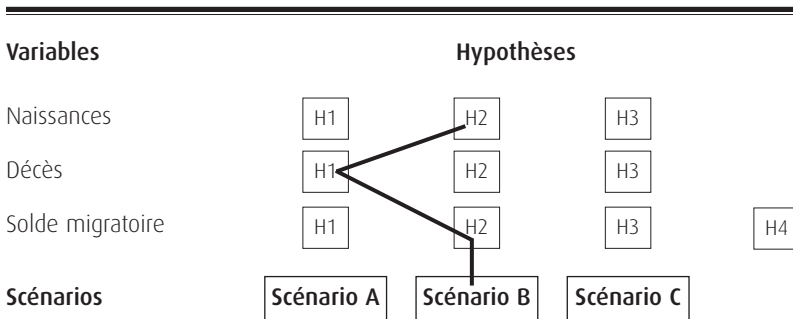 Variables Hypothèses
Naissances H1 H2 H3
Décès H1 H2 H3
Solde migratoire H1 H2 H3 H4
Scénarios Scénario A Scénario B Scénario C